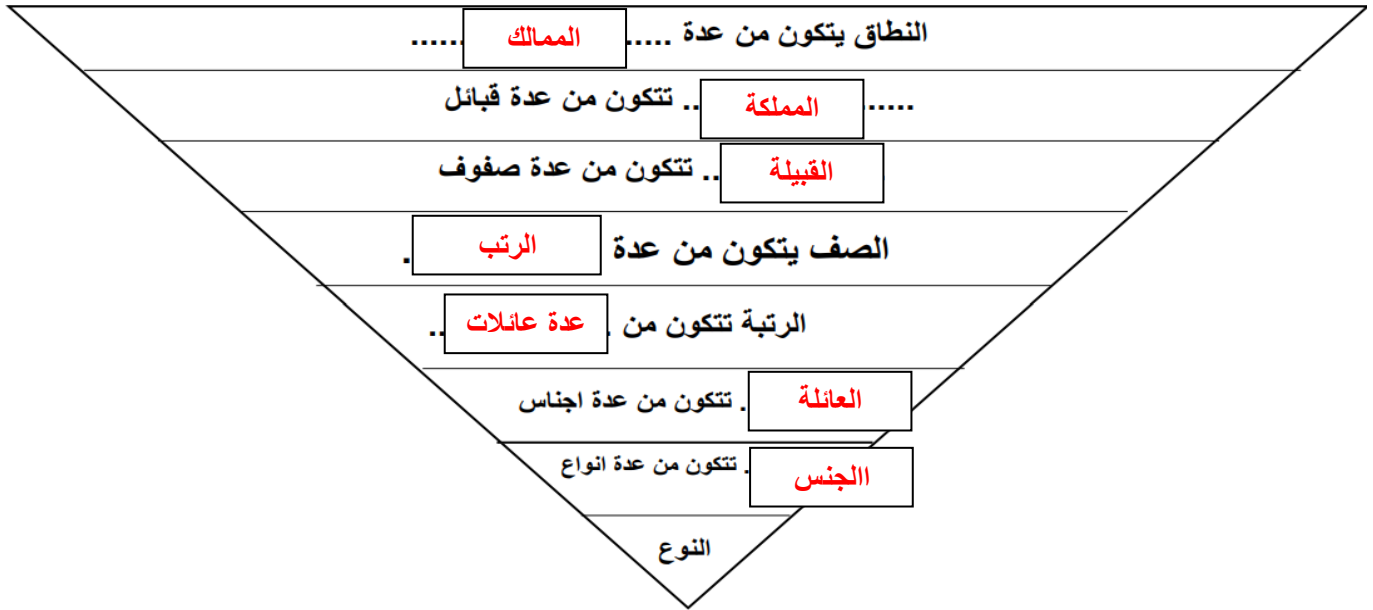 النطاق يتكون من عدة ..... الممالك ......
...... المملكة .. تتكون من عدة قبائل
القبيلة .. تتكون من عدة صفوف
الصف يتكون من عدة الرتب .
الرتبة تتكون من . عدة عائلات ..
العائلة . تتكون من عدة اجناس
االجنس . تتكون من عدة انواع
النوع